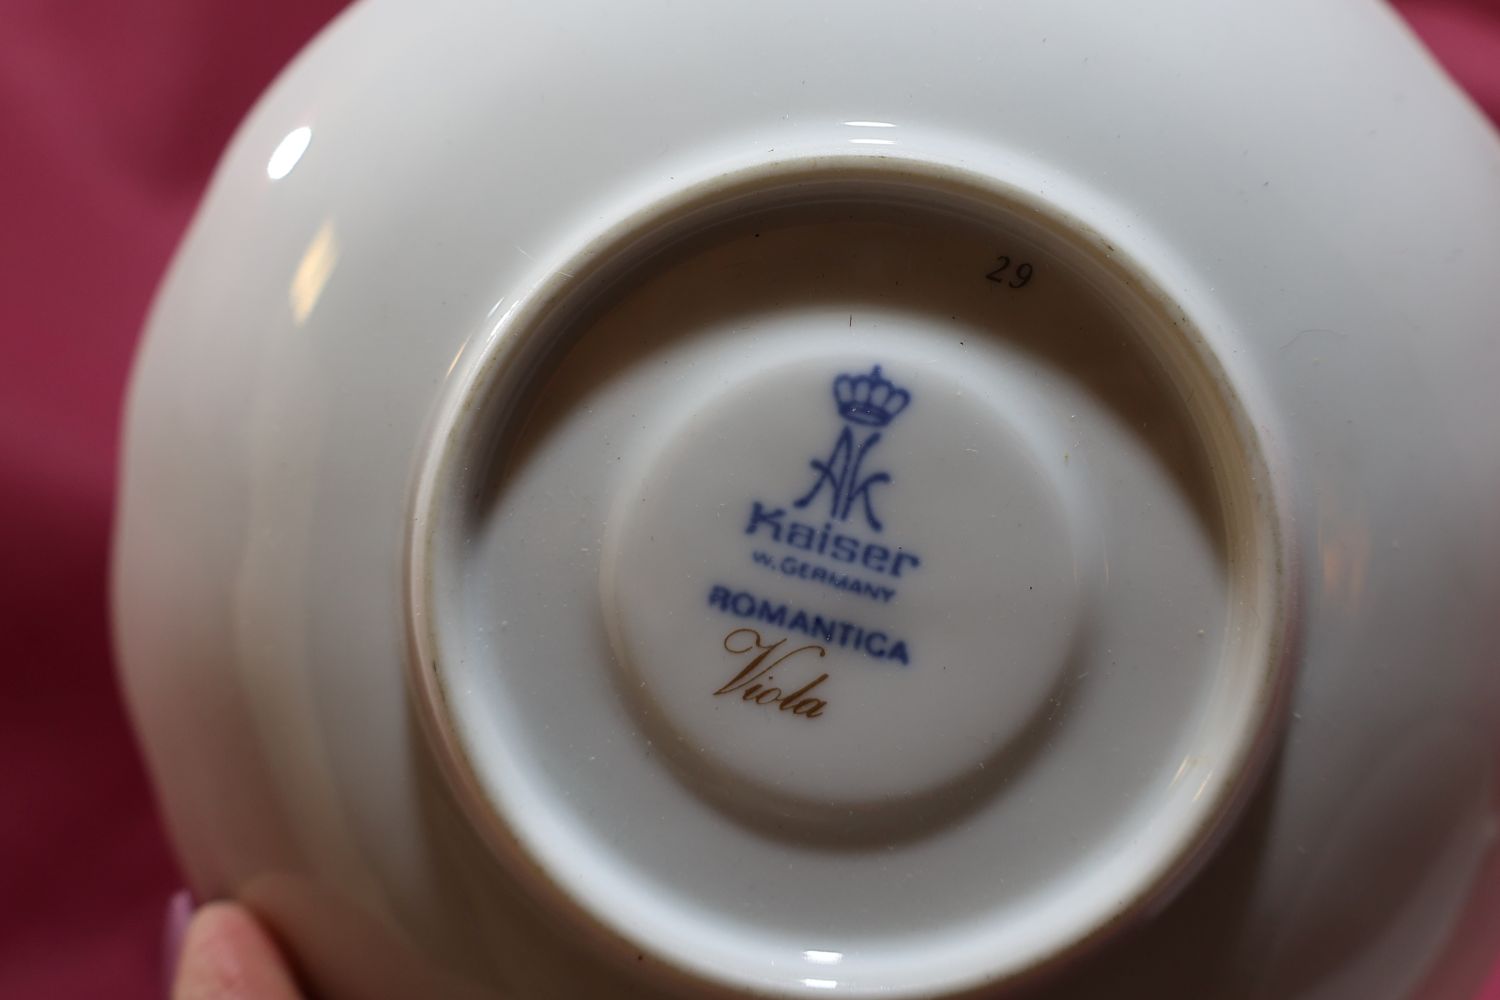 29
AK
Kaiser
W. GERMANY
ROMANTICA
Viola